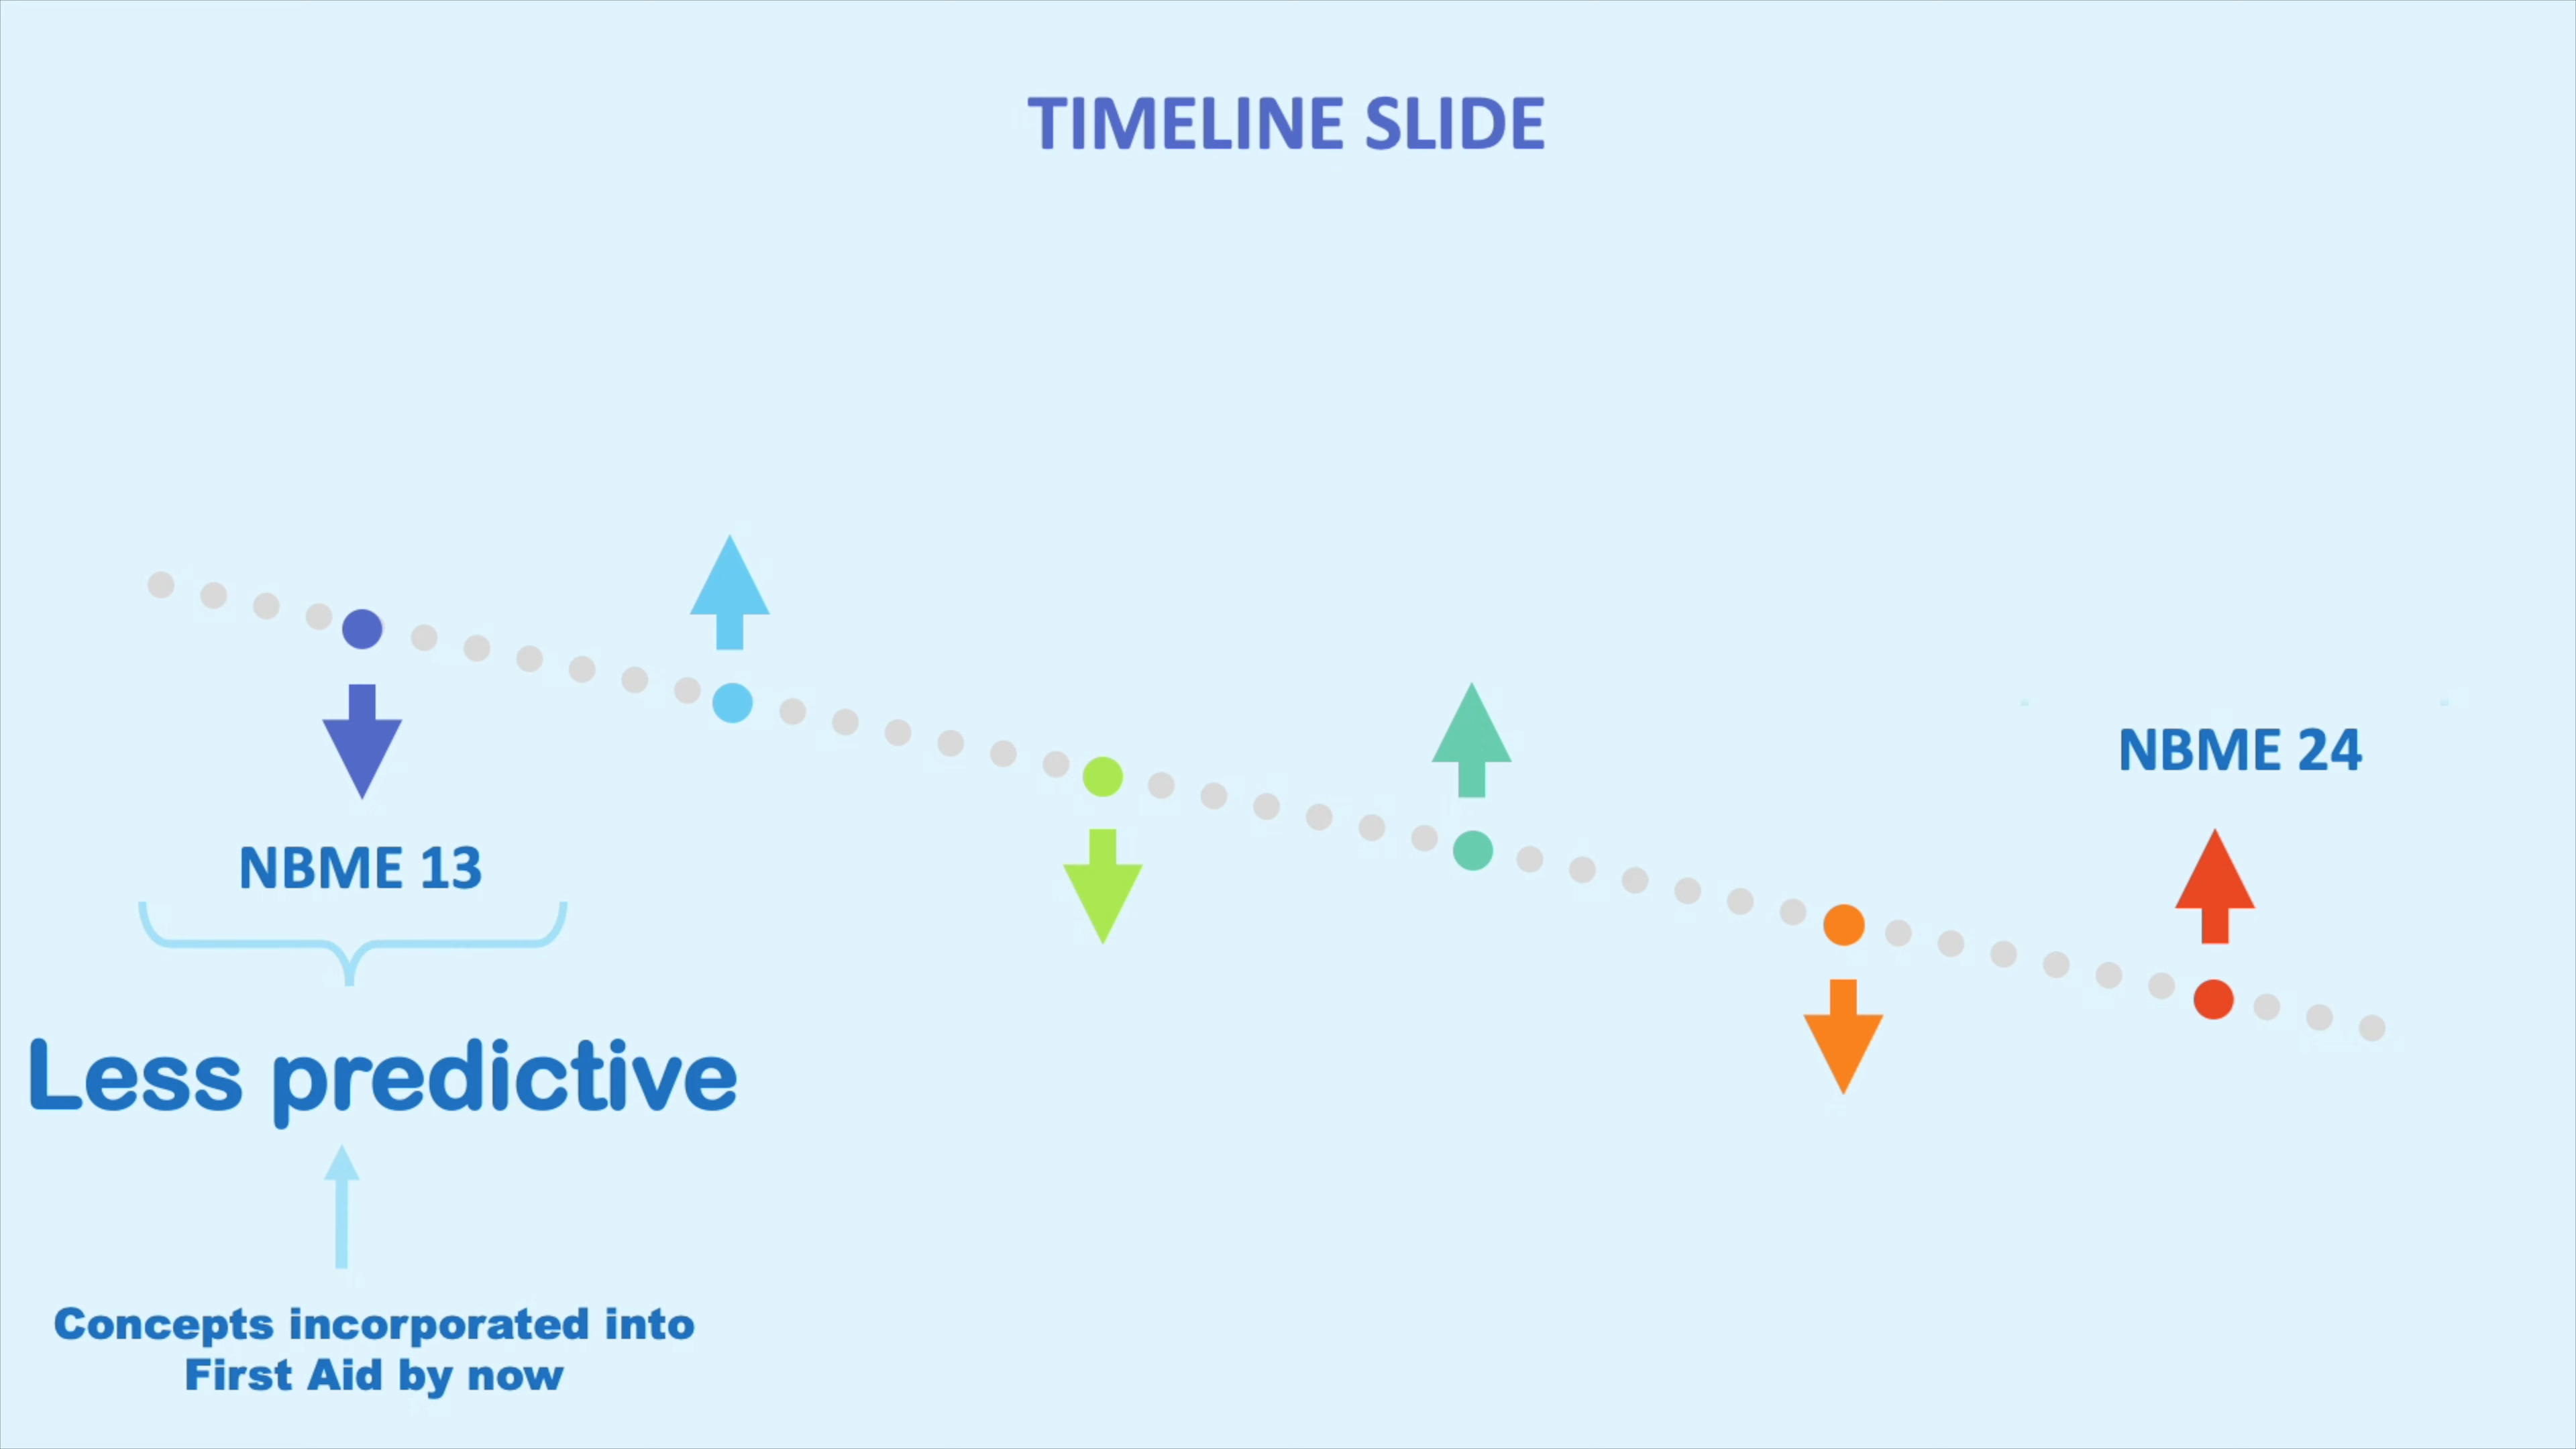 TIMELINE SLIDE
NBME 24
NBME 13
Less predictive
Concepts incorporated into
First Aid by now